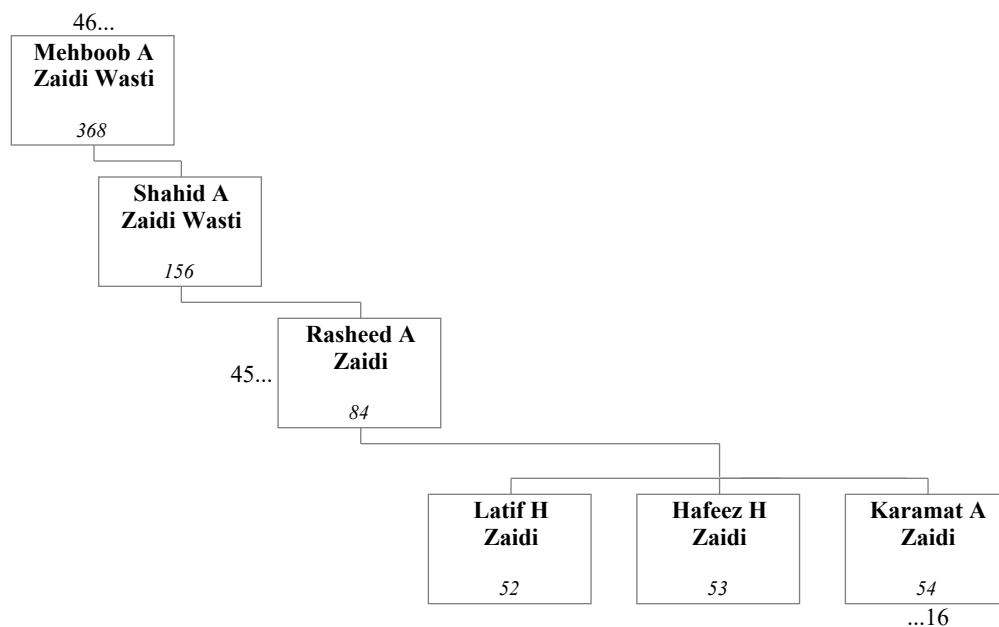 46...
Mehboob A
Zaidi Wasti
368
Shahid A
Zaidi Wasti
156
Rasheed A
Zaidi
45...
84
Latif H
Zaidi
52
Hafeez H
Zaidi
53
Karamat A
Zaidi
54
...16